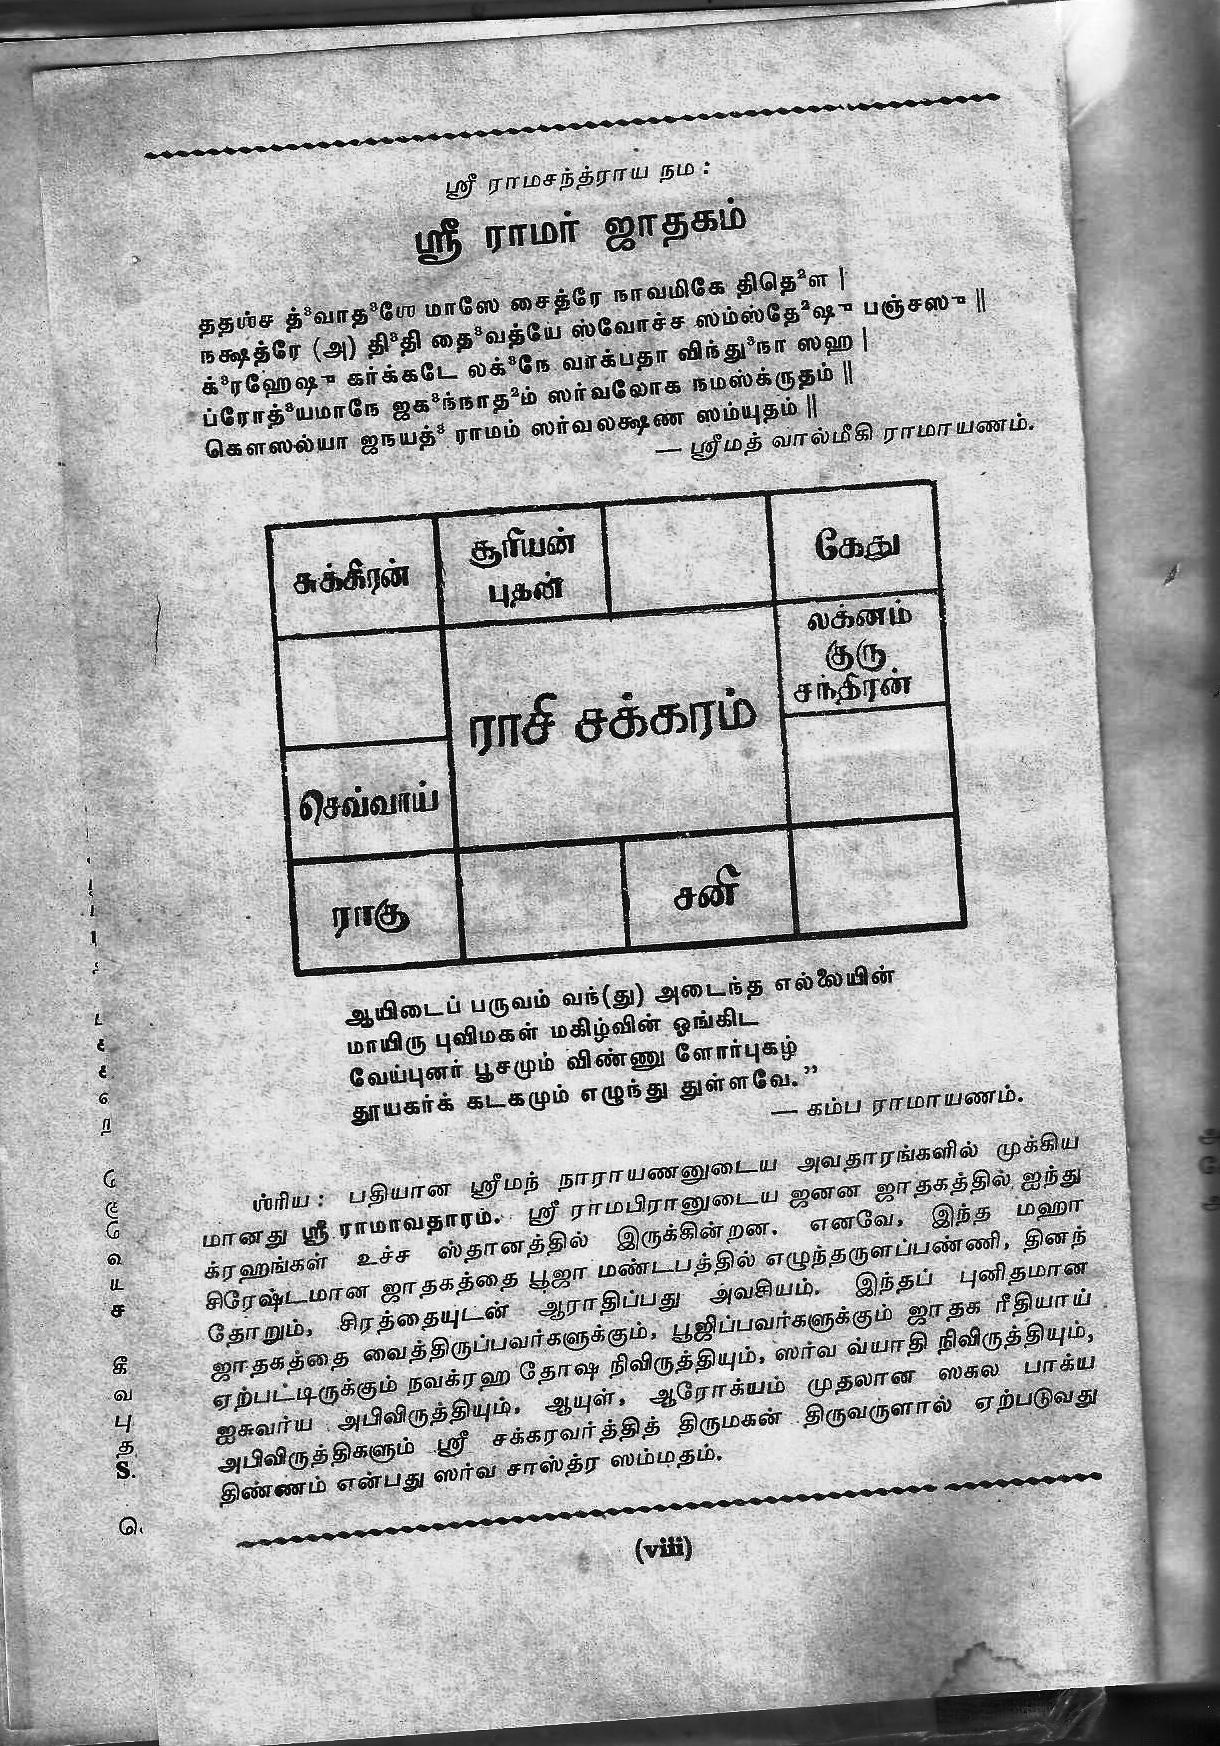 ஸ்ரீ ராமசந்த்ராய நம :
ஸ்ரீ ராமர் ஜாதகம்
ததஶ்ச த்³வாத³ஶே மாஸே சைத்ரே நாவமிகே திதெ²ள |
நக்ஷத்ரே (அ) தி³தி தை³வத்யே ஸ்வோச்ச ஸம்ஸ்தே²ஷு பஞ்சஸு ||
க்³ரஹேஷு கர்க்கடே லக்³நே வாக்பதா விந்து³நா ஸஹ |
ப்ரோத்³யமாநே ஜக³ந்நாத²ம் ஸர்வலோக நமஸ்க்ருதம் ||
கௌஸல்யா ஜநயத்³ ராமம் ஸர்வலக்ஷண ஸம்யுதம் ||
— ஸ்ரீமத் வால்மீகி ராமாயணம்.
சுக்கீரன்
சூரியன்
புதன்
கேது
லக்னம்
குரு
சந்திரன்
ராசி சக்கரம்
செவ்வாய்
ராகு
சனி
ஆயிடைப் பருவம் வந்(து) அடைந்த எல்லையின்
மாயிரு புவிமகள் மகிழ்வின் ஓங்கிட
வேய்புனர் பூசமும் விண்ணு ளோர்புகழ்
தூயகர்க் கடகமும் எழுந்து துள்ளவே.”
— கம்ப ராமாயணம்.
ஶ்ரிய : பதியான ஸ்ரீமந் நாராயணனுடைய அவதாரங்களில் முக்கிய
மானது ஸ்ரீ ராமாவதாரம். ஸ்ரீ ராமபிரானுடைய ஜனன ஜாதகத்தில் ஐந்து
க்ரஹங்கள் உச்ச ஸ்தானத்தில் இருக்கின்றன. எனவே, இந்த மஹா
சிரேஷ்டமான ஜாதகத்தை பூஜா மண்டபத்தில் எழுந்தருளப்பண்ணி, தினந்
தோறும், சிரத்தையுடன் ஆராதிப்பது அவசியம். இந்தப் புனிதமான
ஜாதகத்தை வைத்திருப்பவர்களுக்கும், பூஜிப்பவர்களுக்கும் ஜாதக ரீதியாய்
ஏற்பட்டிருக்கும் நவக்ரஹ தோஷ நிவிருத்தியும், ஸர்வ வ்யாதி நிவிருத்தியும்,
ஐசுவர்ய அபிவிருத்தியும், ஆயுள், ஆரோக்யம் முதலான ஸகல பாக்ய
அபிவிருத்திகளும் ஸ்ரீ சக்கரவர்த்தித் திருமகன் திருவருளால் ஏற்படுவது
திண்ணம் என்பது ஸர்வ சாஸ்த்ர ஸம்மதம்.
(viii)